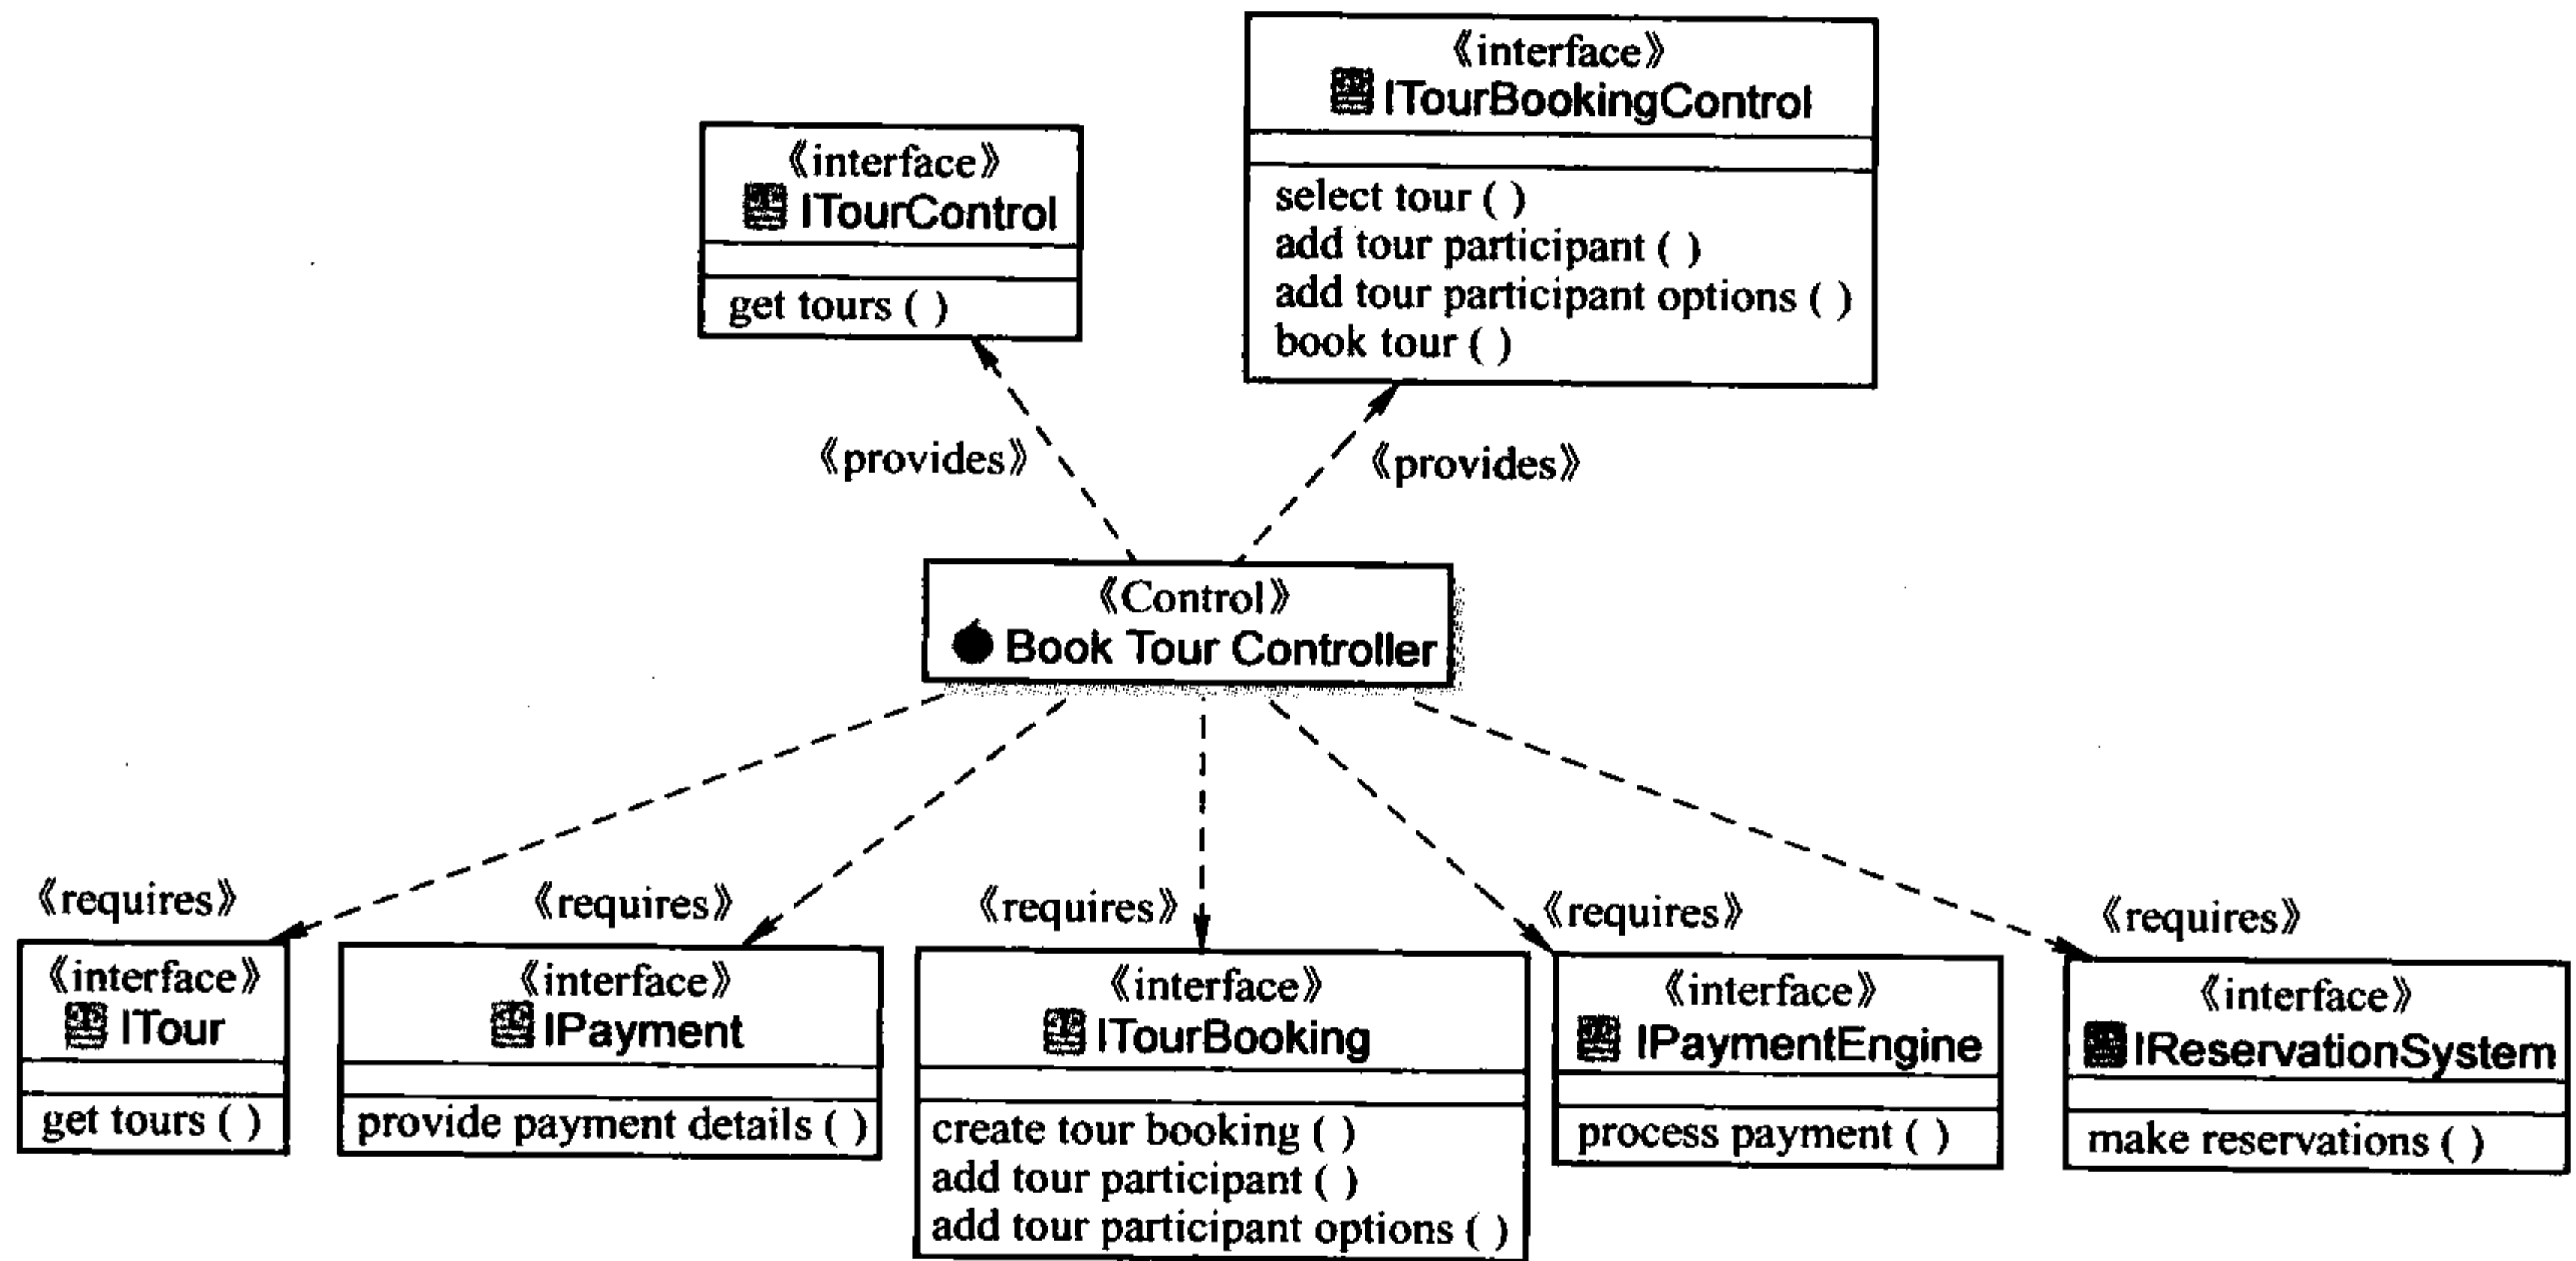 《interface》
ITourBookingControl
select tour ( )
add tour participant ( )
add tour participant options ( )
book tour ( )
《interface》
ITourControl
get tours ( )
《provides》
《provides》
《Control》
Book Tour Controller
《requires》
《requires》
《requires》
《requires》
《requires》
《interface》
ITour
get tours ( )
《interface》
IPayment
provide payment details ( )
《interface》
ITourBooking
create tour booking ( )
add tour participant ( )
add tour participant options ( )
《interface》
IPaymentEngine
process payment ( )
《interface》
IReservationSystem
make reservations ( )